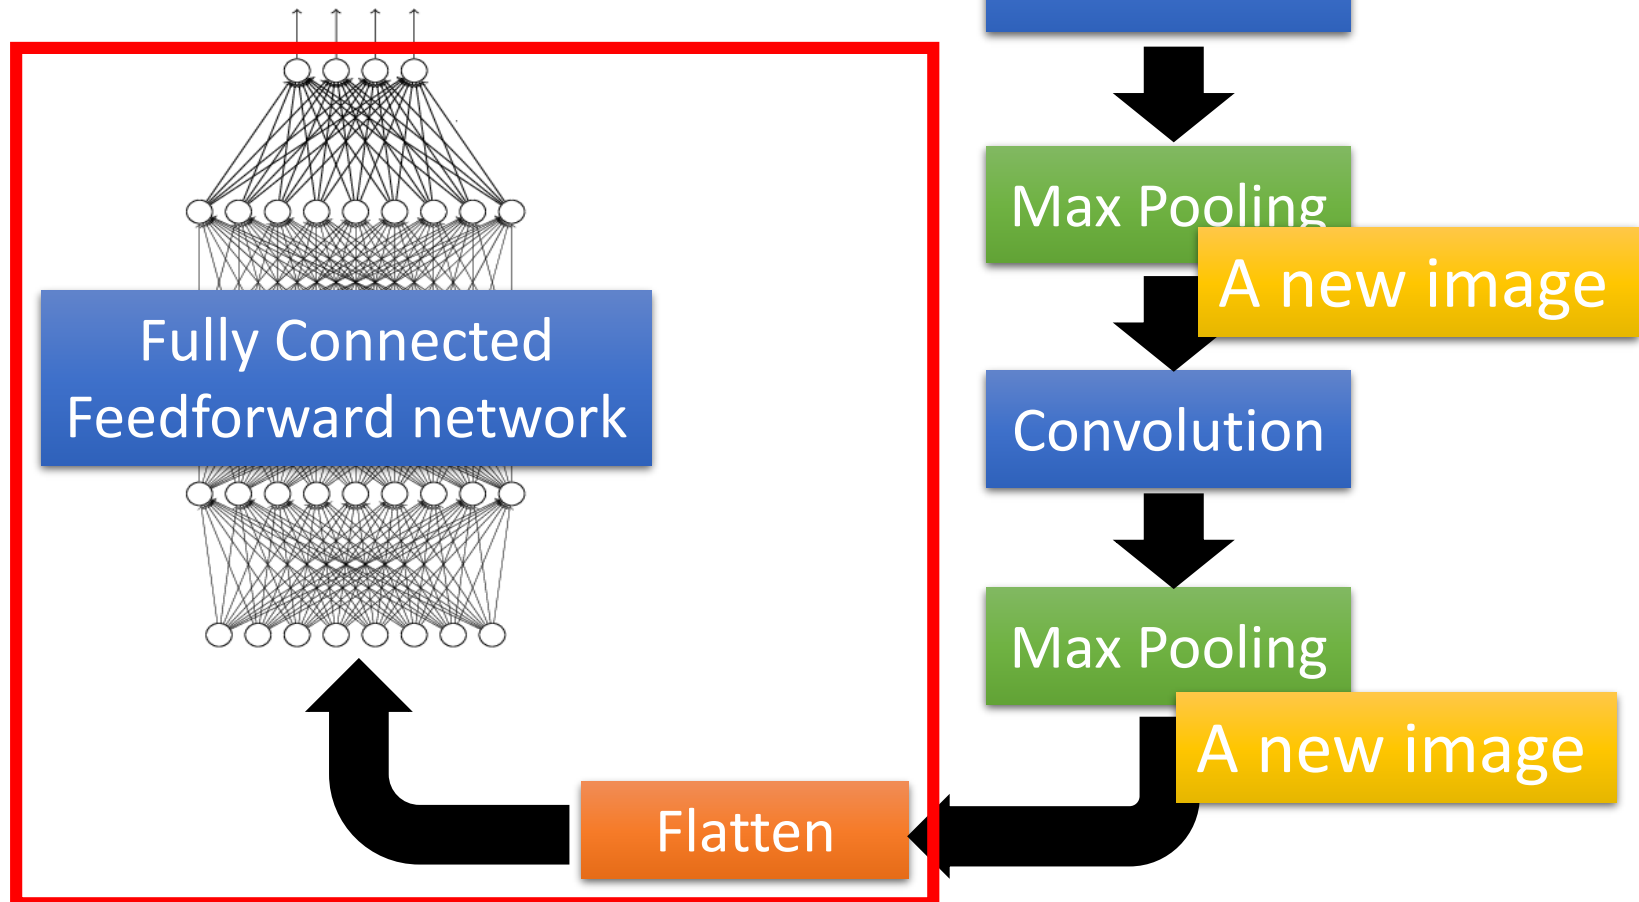 Max Pooling
A new image
Fully Connected
Feedforward network
Convolution
Max Pooling
A new image
Flatten